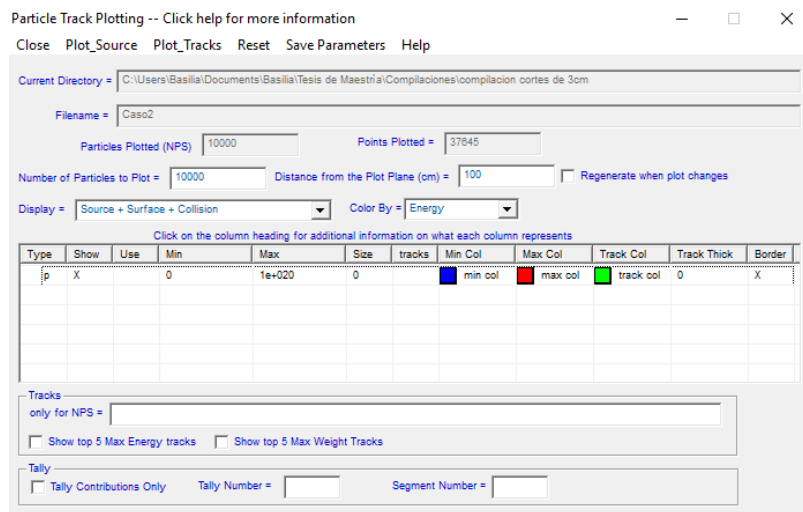 Particle Track Plotting -- Click help for more information
Close Plot_Source Plot_Tracks Reset Save Parameters Help
Current Directory = C:\Users\Basilia\Documents\Basilia\Tesis de Maestría\Compilaciones\compilacion cortes de 3cm
Filename = Caso2
Particles Plotted (NPS) 10000 Points Plotted = 37645
Number of Particles to Plot = 10000 Distance from the Plot Plane (cm) = 100 Regenerate when plot changes
Display = Source + Surface + Collision Color By = Energy
Click on the column heading for additional information on what each column represents
Type Show Use Min Max Size tracks Min Col Max Col Track Col Track Thick Border
p X 0 1e+020 0 min col max col track col 0 X
Tracks
only for NPS =
Show top 5 Max Energy tracks Show top 5 Max Weight Tracks
Tally
Tally Contributions Only Tally Number = Segment Number =